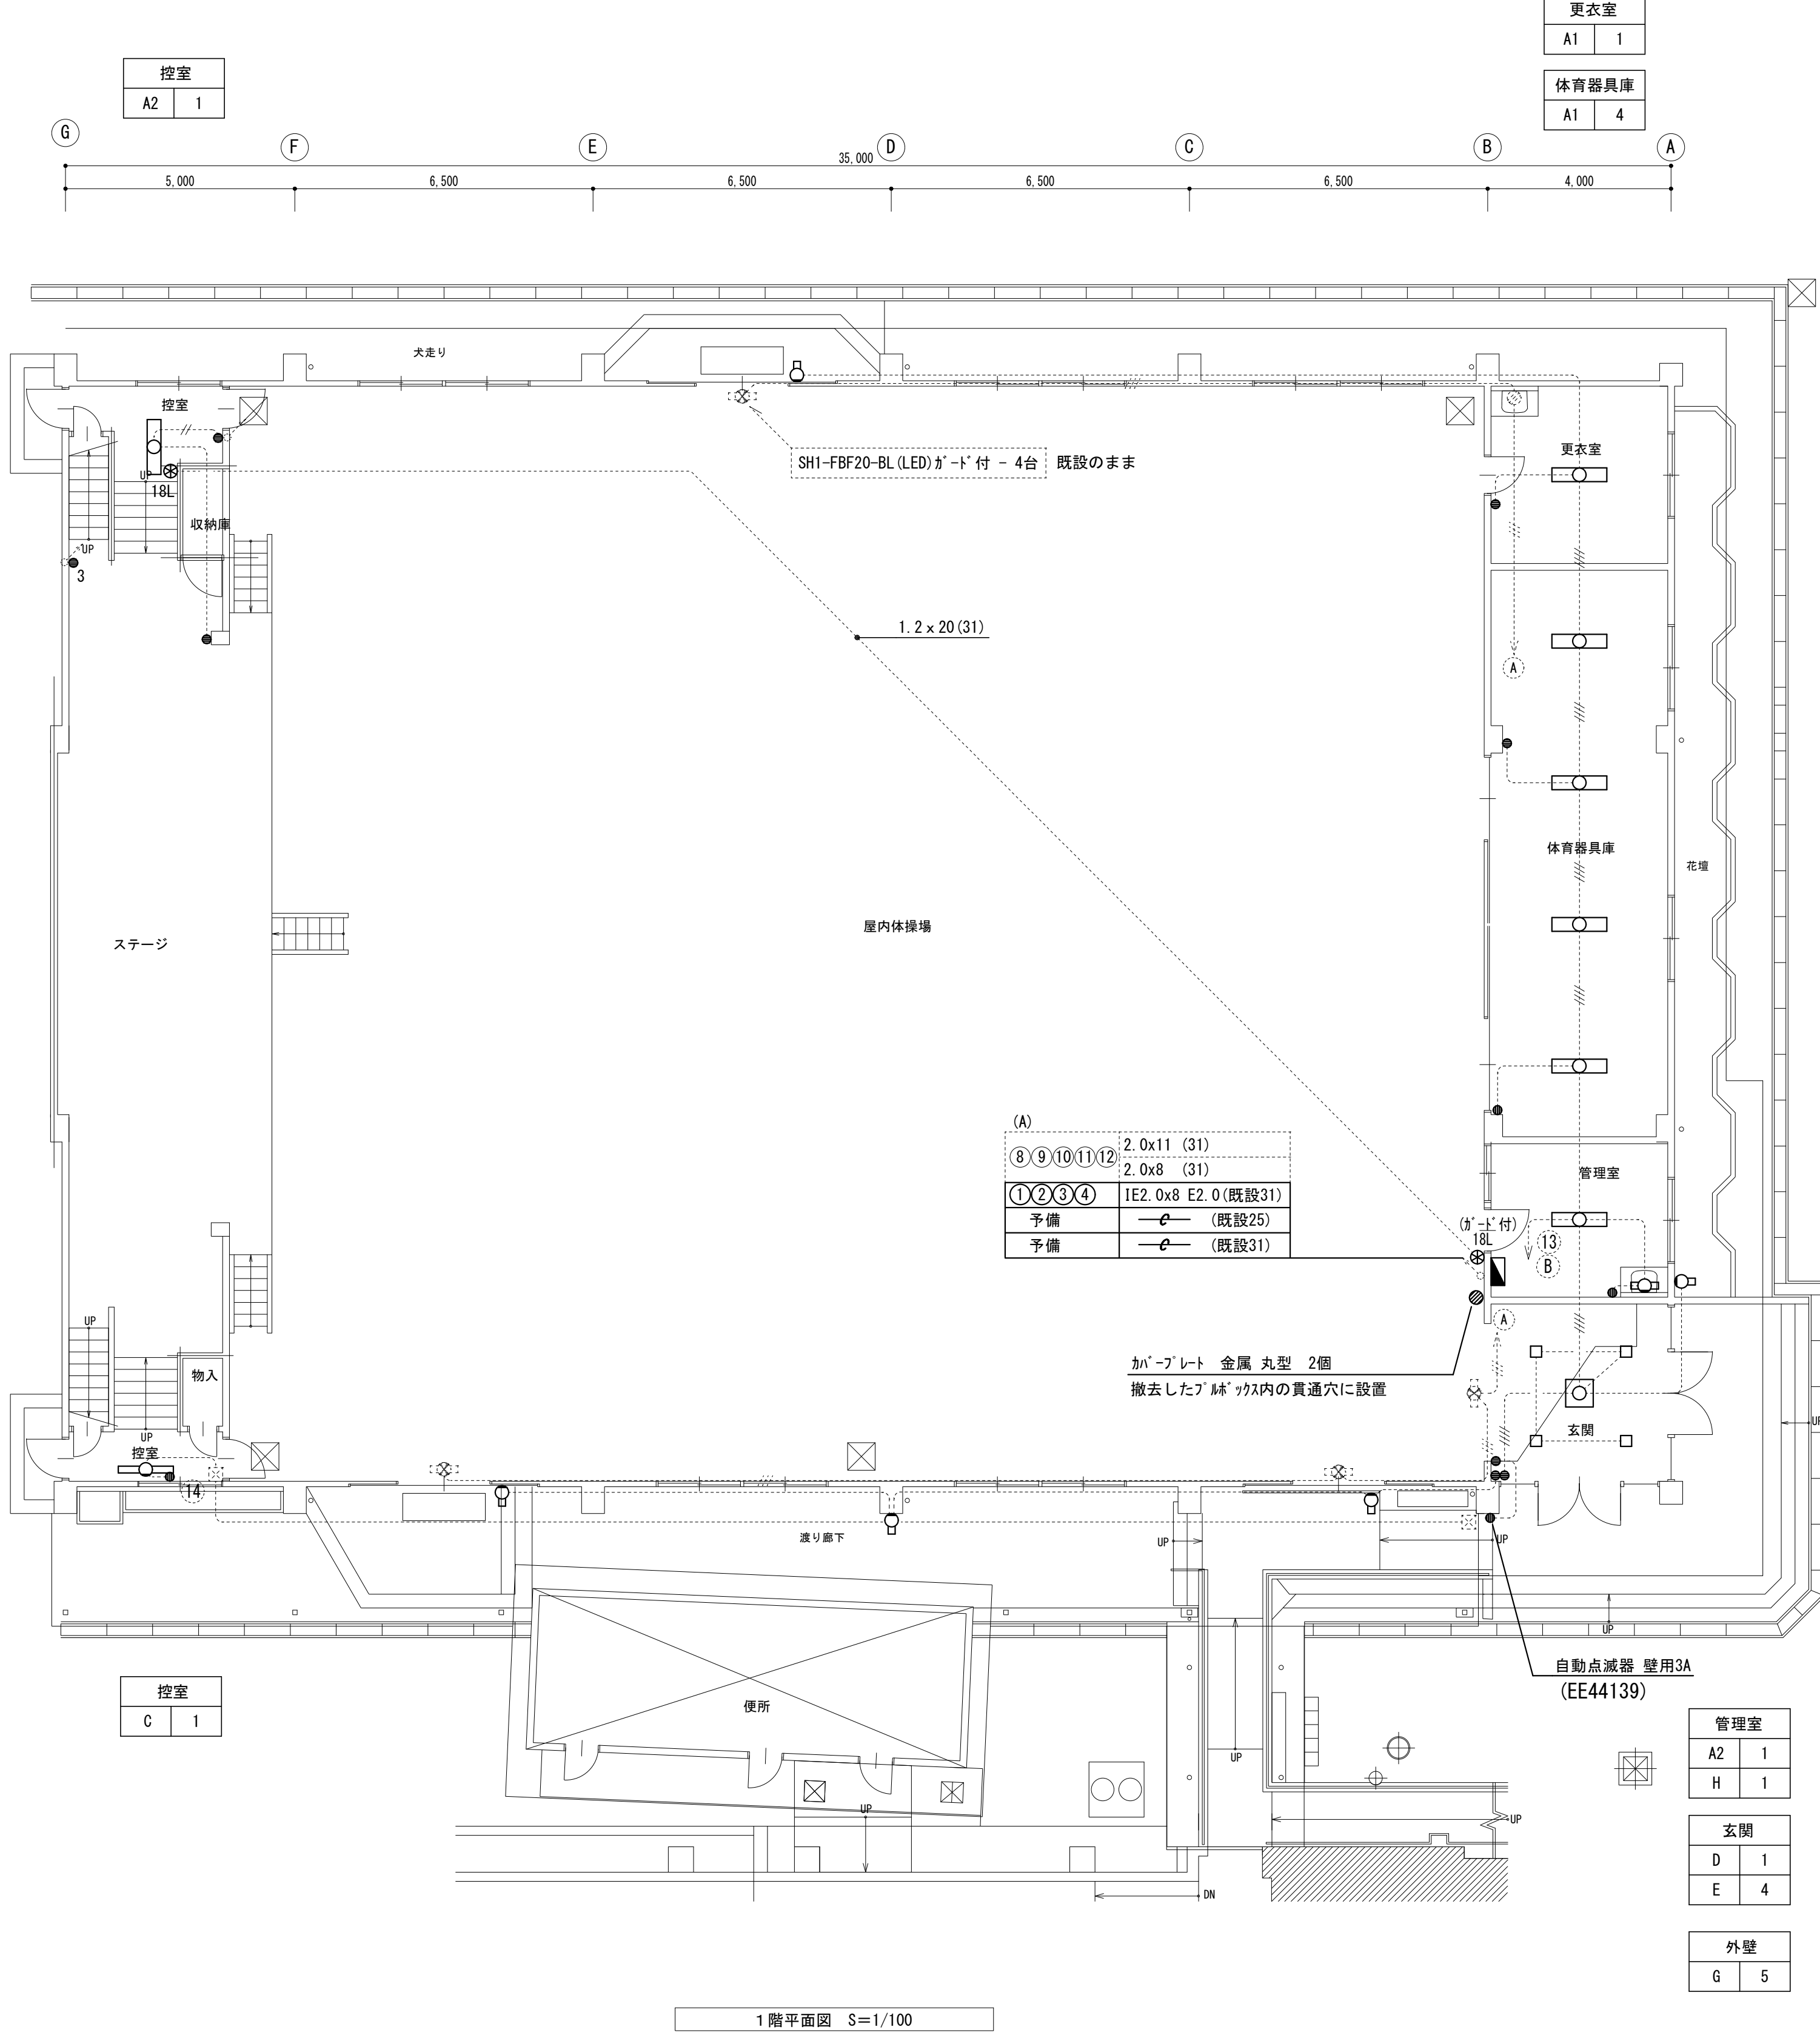 更衣室
A1 1
控室
A2 1
体育器具庫
A1 4
G F E D C B A
35,000
5,000 6,500 6,500 6,500 6,500 4,000
犬走り
控室
UP
18L
収納庫
UP
3
SH1-FBF20-BL(LED)ｶﾞｰﾄﾞ付 - 4台 既設のまま
更衣室
1.2x20(31)
A
体育器具庫
花壇
屋内体操場
ステージ
(A)
⑧⑨⑩⑪⑫ 2.0x11 (31)
2.0x8 (31)
①②③④ IE2.0x8 E2.0(既設31)
予備 C (既設25)
予備 C (既設31)
管理室
(ｶﾞｰﾄﾞ付)
18L
13
B
A
UP
物入
UP
控室
14
ｶﾊﾞｰﾌﾟﾚｰﾄ 金属 丸型 2個
撤去したﾌﾟﾙﾎﾞｯｸｽ内の貫通穴に設置
玄関
UP
渡り廊下
UP
UP
UP
自動点滅器 壁用3A
(EE44139)
控室
C 1
便所
UP
UP
UP
DN
管理室
A2 1
H 1
玄関
D 1
E 4
外壁
G 5
1階平面図 S=1/100